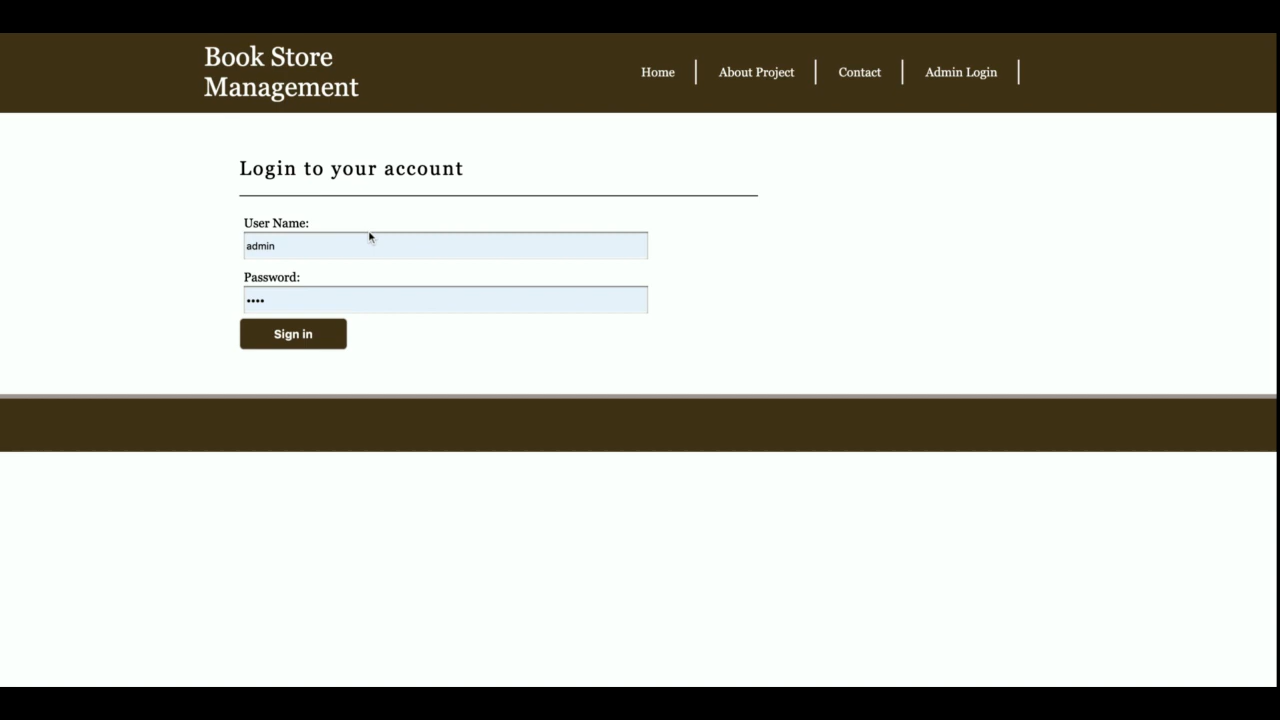 Book Store
Management
Home
About Project
Contact
Admin Login
Login to your account
User Name:
admin
Password:
••••
Sign in